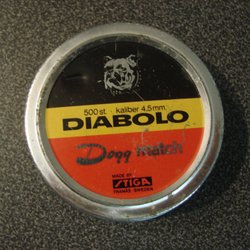 500 st. kaliber 4,5 mm.
DIABOLO
Dogg match
MADE BY
STIGA
TRANÅS SWEDEN